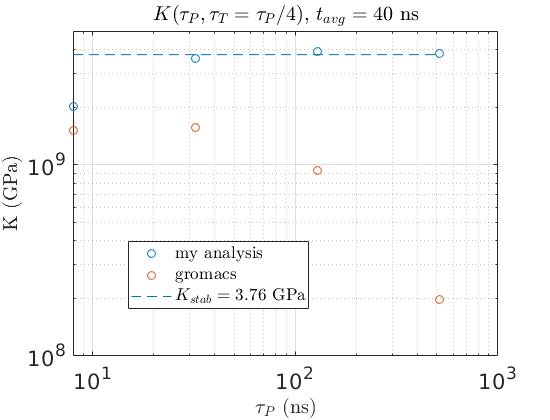 K(τ_P, τ_T = τ_P/4), t_avg = 40 ns
K (GPa)
10^9
10^8
my analysis
gromacs
K_stab = 3.76 GPa
10^1 10^2 10^3
τ_P (ns)